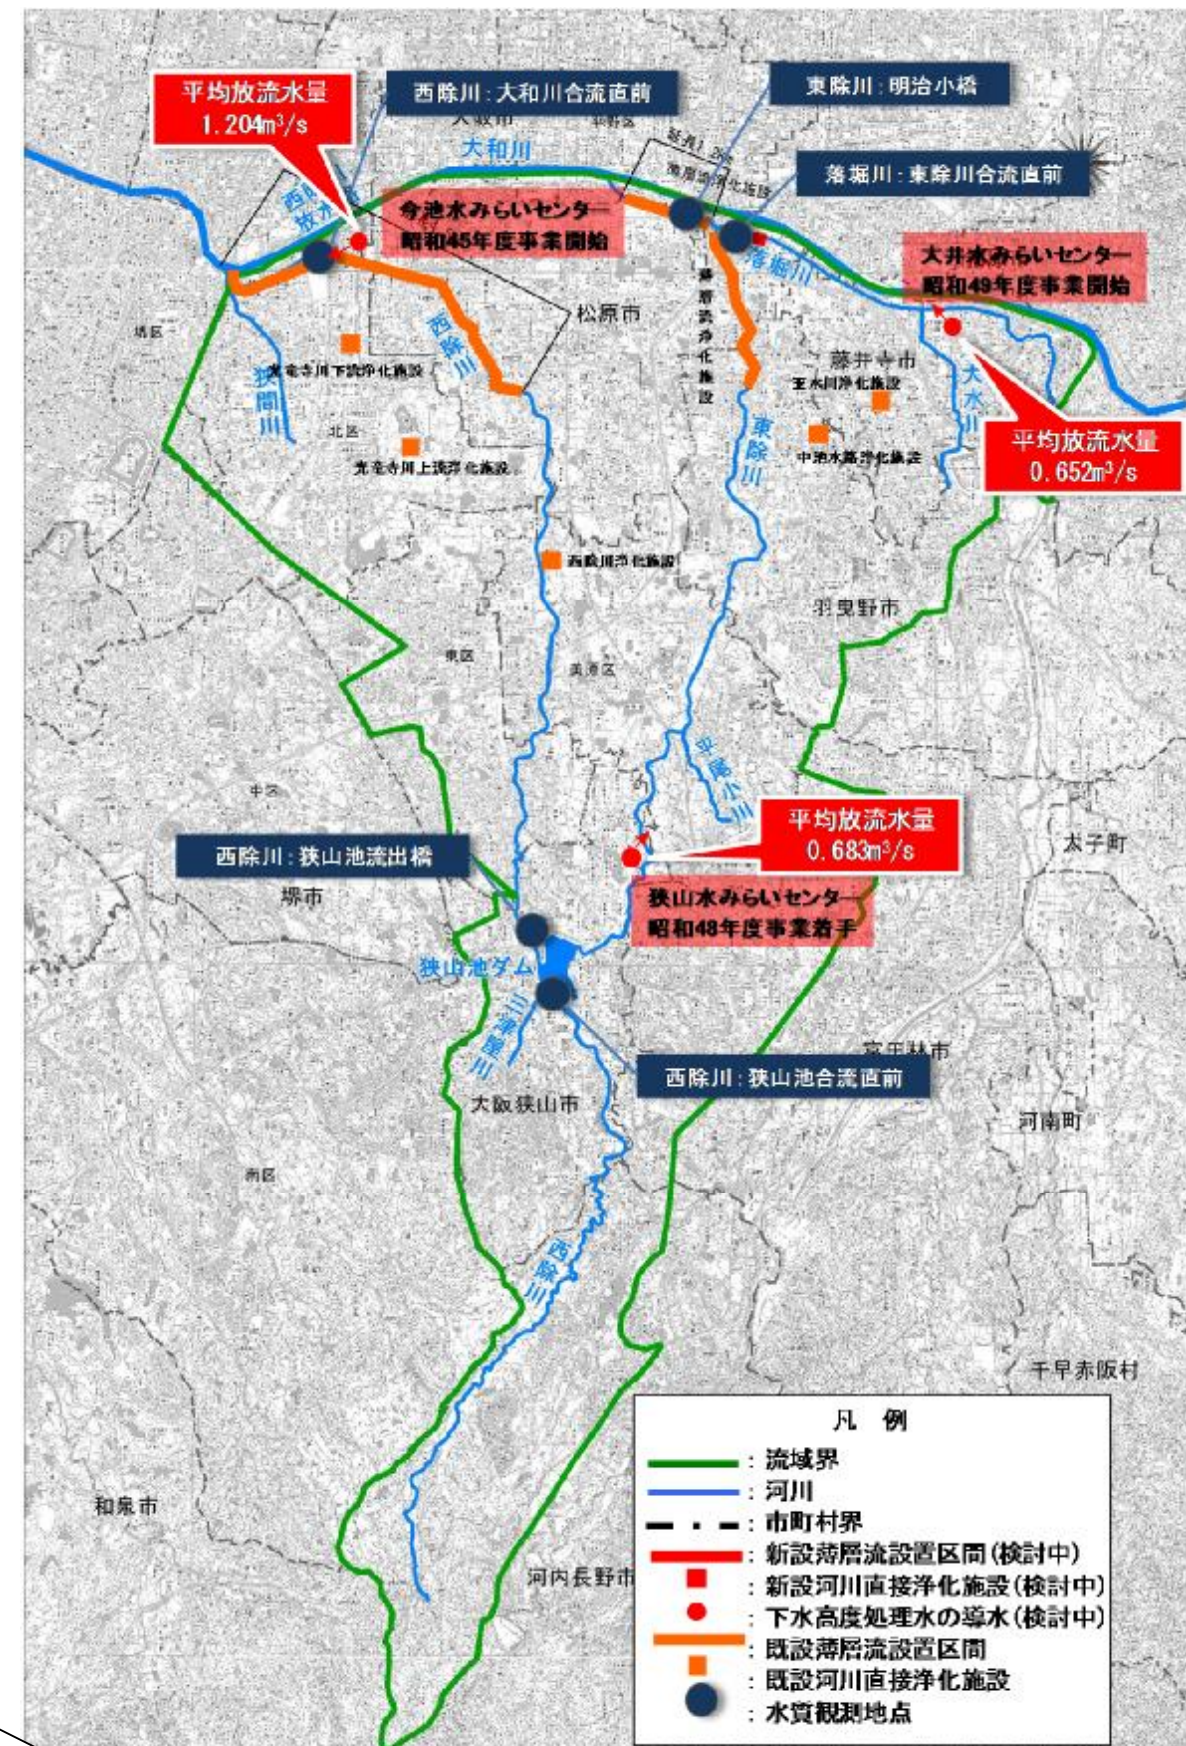 平均放流水量
1.204m³/s
西除川:大和川合流直前
東除川:明治小橋
大和川
落堀川:東除川合流直前
今池水みらいセンター
昭和45年度事業開始
大井水みらいセンター
昭和49年度事業開始
落堀川
堺区
松原市
西除川
狭間川
北区
藤井寺市
大水川
東除川
平均放流水量
0.652m³/s
中池水路浄化施設
西除川浄化施設
羽曳野市
東区
美原区
中区
平尾小川
平均放流水量
0.683m³/s
太子町
西除川:狭山池流出橋
堺市
狭山水みらいセンター
昭和48年度事業着手
狭山池ダム
三津屋川
富田林市
西除川:狭山池合流直前
大阪狭山市
河南町
南区
西除川
千早赤阪村
和泉市
河内長野市
凡 例
:流域界
:河川
:市町村界
:新設薄層流設置区間(検討中)
:新設河川直接浄化施設(検討中)
:下水高度処理水の導水(検討中)
:既設薄層流設置区間
:既設河川直接浄化施設
:水質観測地点